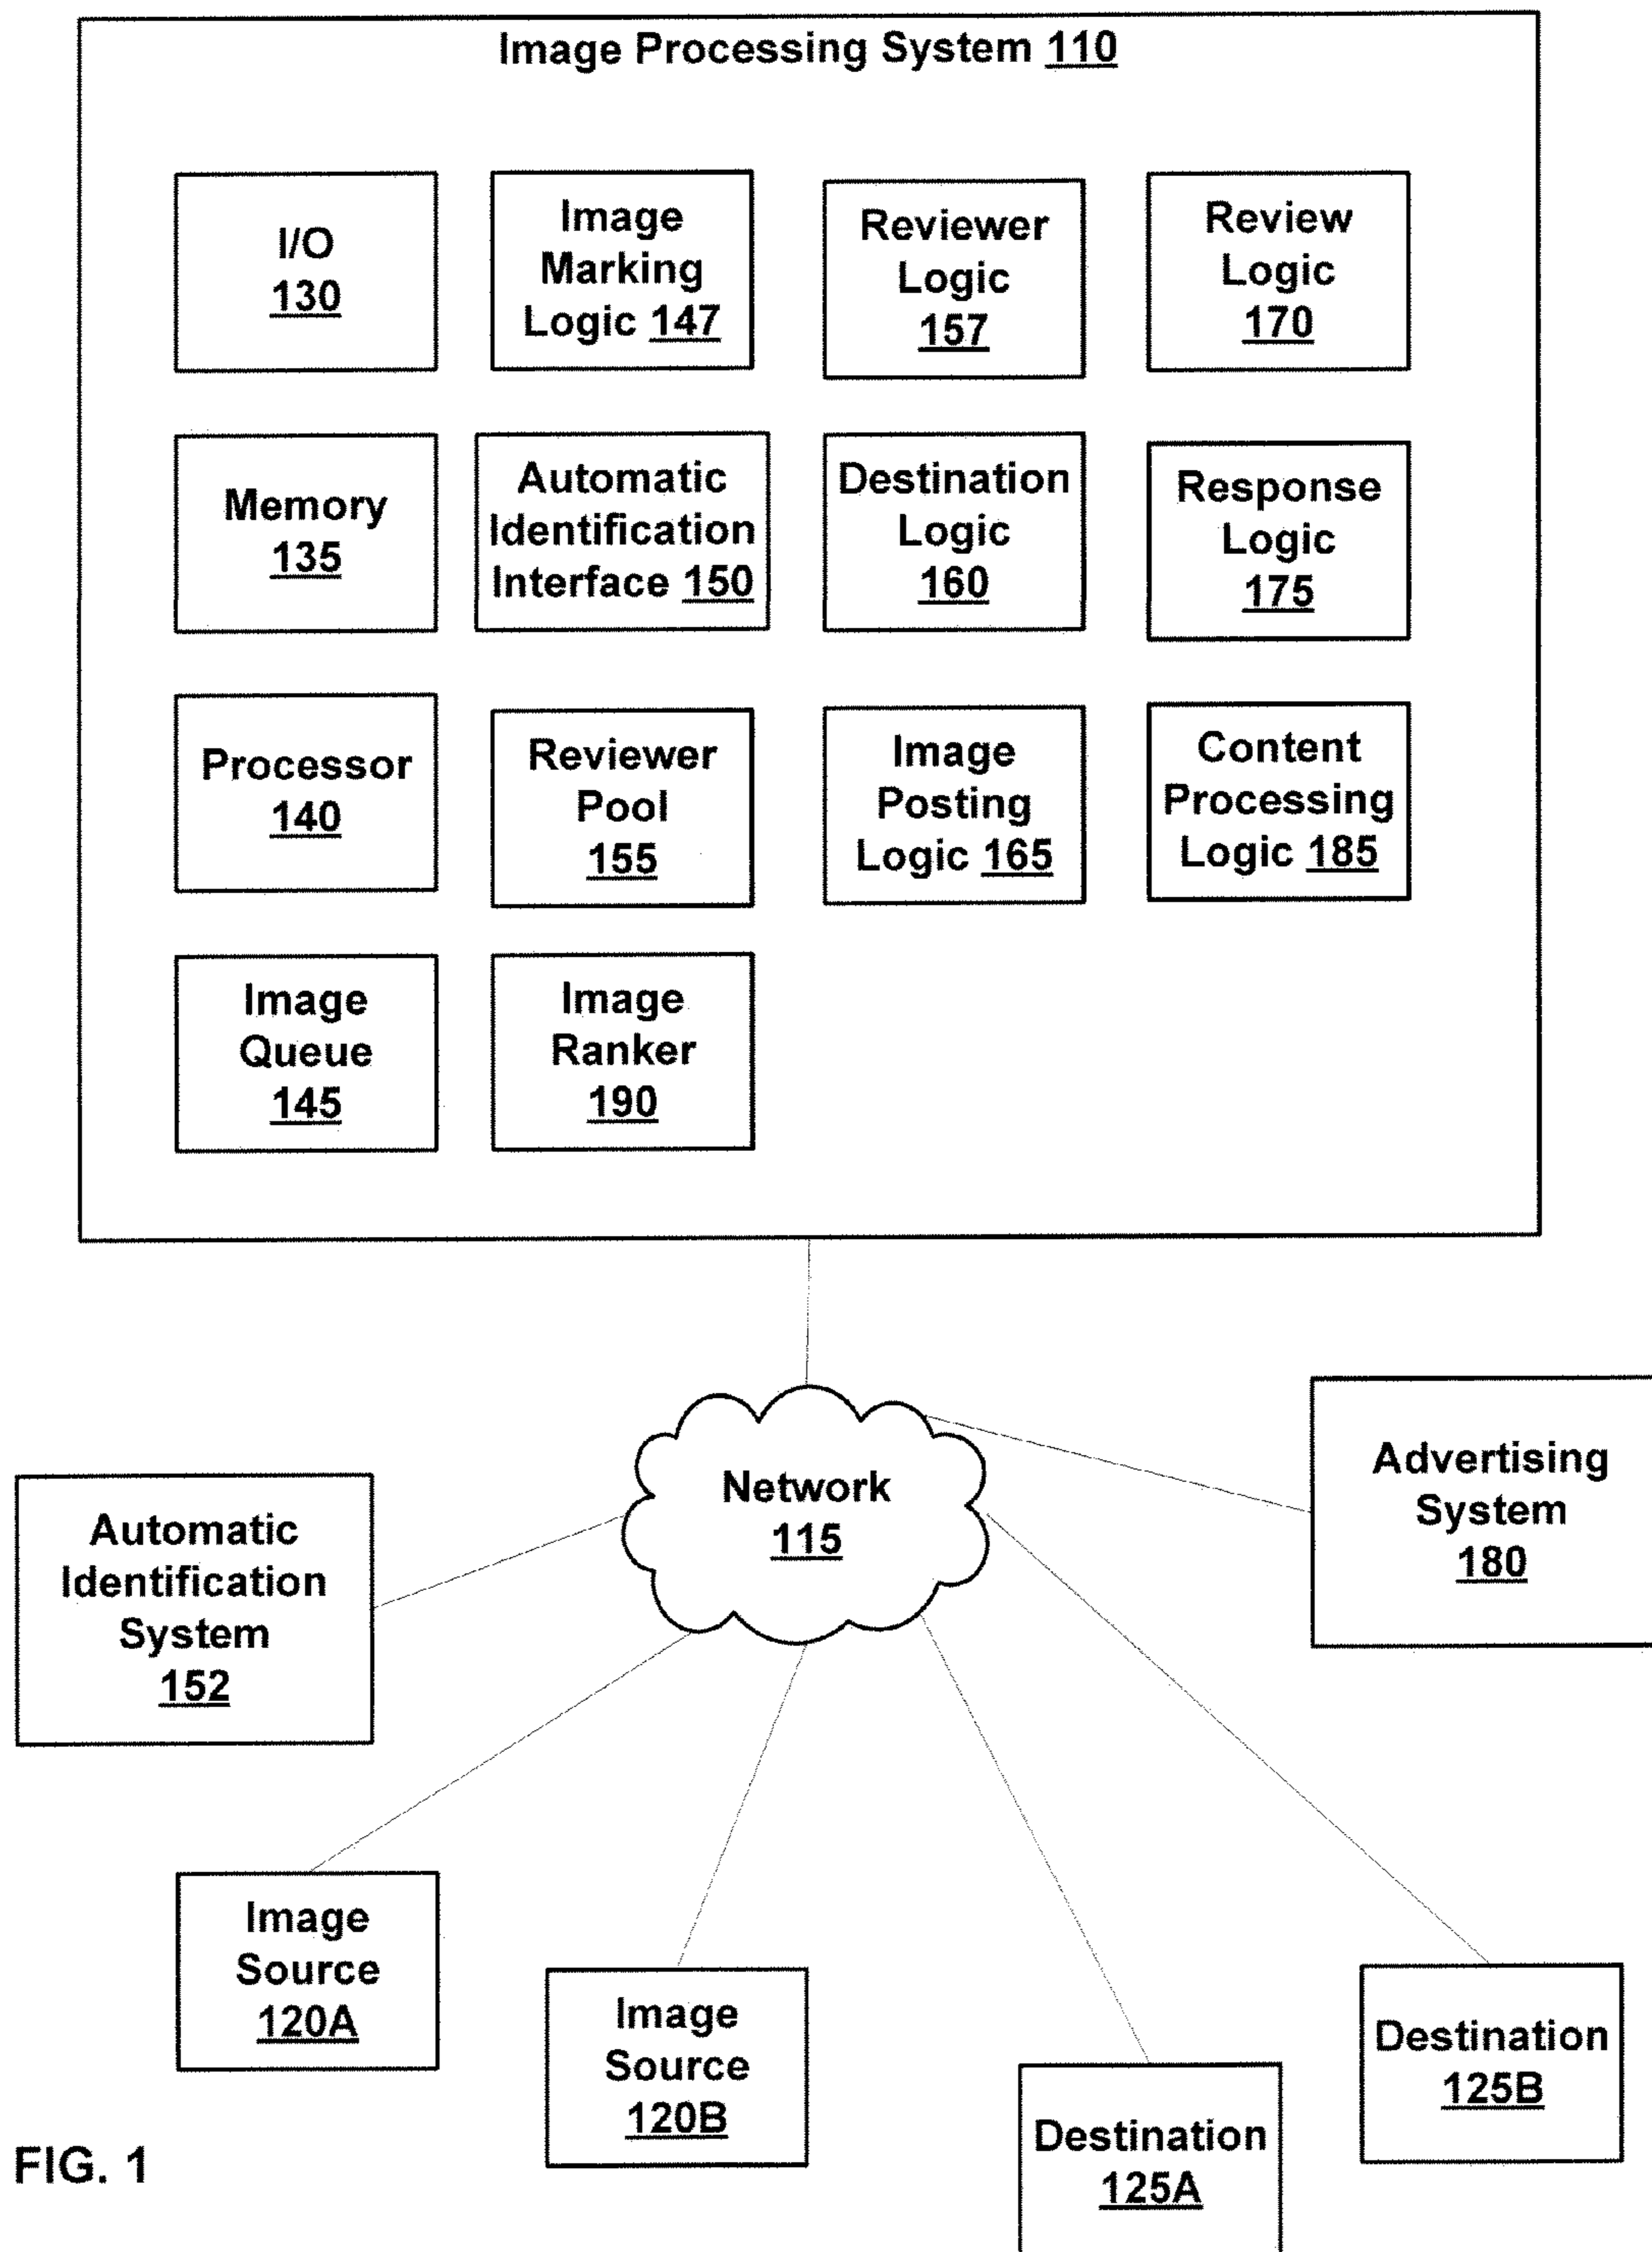 Image Processing System 110
I/O
130
Image
Marking
Logic 147
Reviewer
Logic
157
Review
Logic
170
Memory
135
Automatic
Identification
Interface 150
Destination
Logic
160
Response
Logic
175
Processor
140
Reviewer
Pool
155
Image
Posting
Logic 165
Content
Processing
Logic 185
Image
Queue
145
Image
Ranker
190
Network
115
Advertising
System
180
Automatic
Identification
System
152
Image
Source
120A
Image
Source
120B
Destination
125A
Destination
125B
FIG. 1